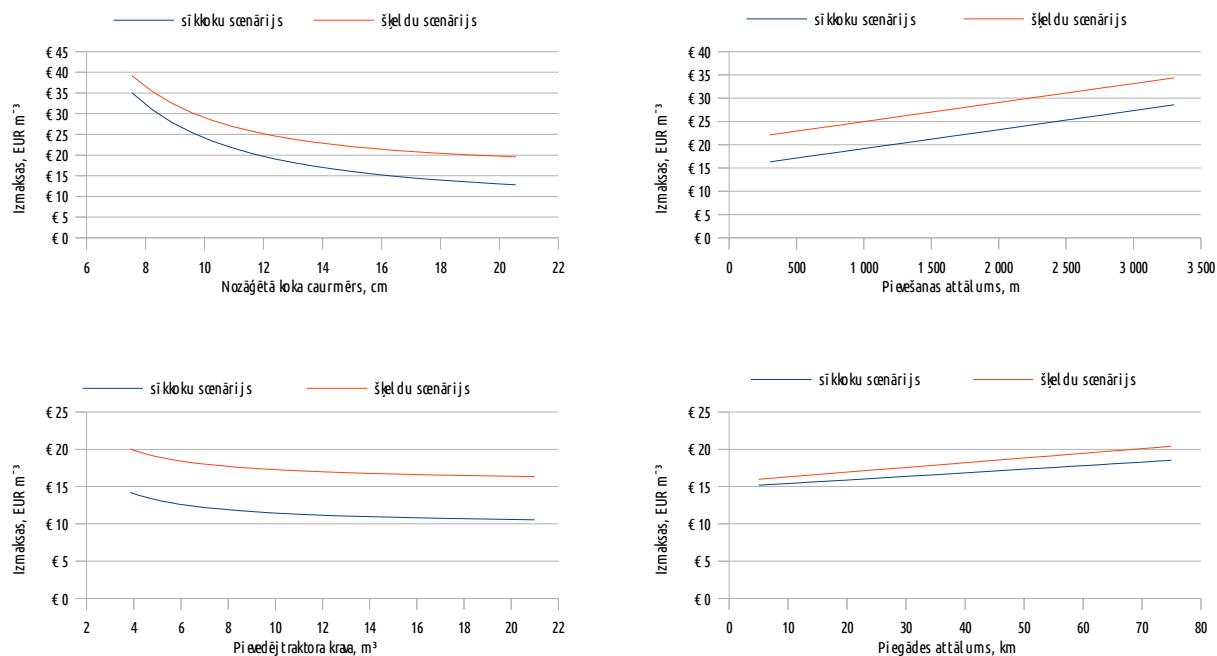 sīkkoku scenārijs šķeldu scenārijs
€ 45
€ 40
€ 35
€ 30
€ 25
€ 20
€ 15
€ 10
€ 5
€ 0
Izmaksas, EUR m⁻³
6 8 10 12 14 16 18 20 22
Nozāģētā koka caurmērs, cm
sīkkoku scenārijs šķeldu scenārijs
€ 40
€ 35
€ 30
€ 25
€ 20
€ 15
€ 10
€ 5
€ 0
Izmaksas, EUR m⁻³
0 500 1 000 1 500 2 000 2 500 3 000 3 500
Pievešanas attālums, m
sīkkoku scenārijs šķeldu scenārijs
€ 25
€ 20
€ 15
€ 10
€ 5
€ 0
Izmaksas, EUR m⁻³
2 4 6 8 10 12 14 16 18 20 22
Pievedējtraktora krava, m³
sīkkoku scenārijs šķeldu scenārijs
€ 25
€ 20
€ 15
€ 10
€ 5
€ 0
Izmaksas, EUR m⁻³
0 10 20 30 40 50 60 70 80
Piegādes attālums, km